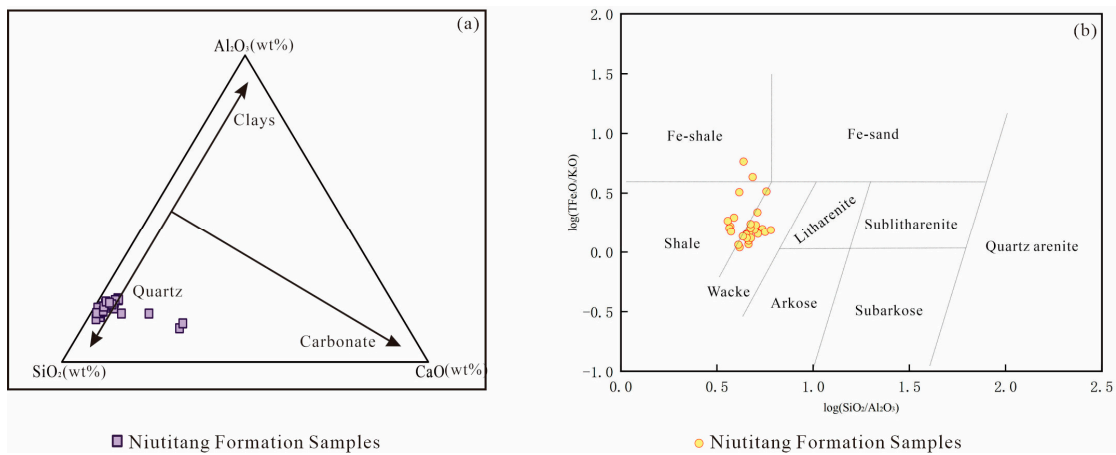 (a)
Al₂O₃(wt%)
Clays
Quartz
Carbonate
SiO₂(wt%)
CaO(wt%)
Niutitang Formation Samples
(b)
2.0
1.5
1.0
0.5
0.0
−0.5
−1.0
log(TFe₂O₃/K₂O)
Fe-shale
Fe-sand
Shale
Litharenite
Sublitharenite
Quartz arenite
Wacke
Arkose
Subarkose
0.0 0.5 1.0 1.5 2.0 2.5
log(SiO₂/Al₂O₃)
Niutitang Formation Samples